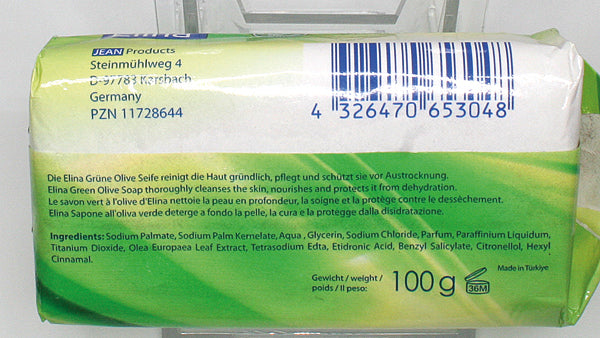 JEAN Products
Steinmühlweg 4
D-97783 Karsbach
Germany
PZN 11728644
4 326470 653048
Die Elina Grüne Olive Seife reinigt die Haut gründlich, pflegt und schützt sie vor Austrocknung.
Elina Green Olive Soap thoroughly cleanses the skin, nourishes and protects it from dehydration.
Le savon vert à l'olive d'Elina nettoie la peau en profondeur, la soigne et la protège contre le dessèchement.
Elina Sapone all'oliva verde deterge a fondo la pelle, la cura e la protegge dalla disidratazione.
Ingredients: Sodium Palmate, Sodium Palm Kernelate, Aqua , Glycerin, Sodium Chloride, Parfum, Paraffinium Liquidum,
Titanium Dioxide, Olea Europaea Leaf Extract, Tetrasodium Edta, Etidronic Acid, Benzyl Salicylate, Citronellol, Hexyl
Cinnamal.
Made in Türkiye
Gewicht / weight /
poids / Il peso:
100 g
36M